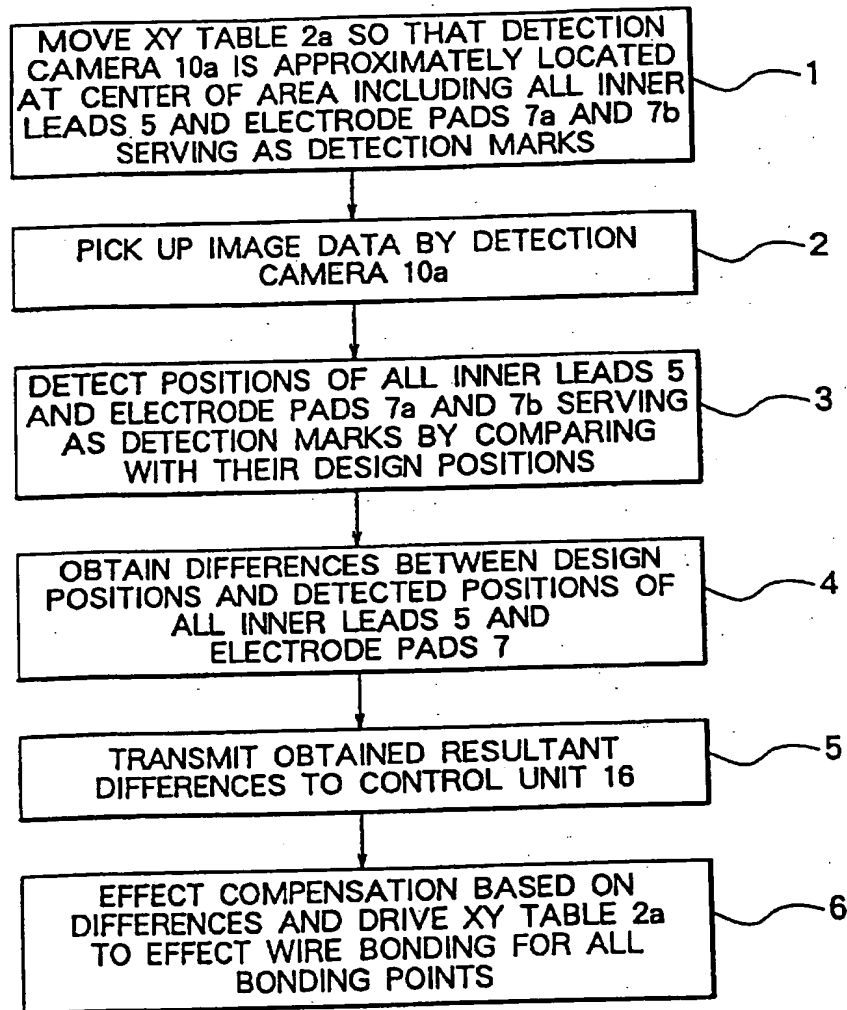 MOVE XY TABLE 2a SO THAT DETECTION
CAMERA 10a IS APPROXIMATELY LOCATED
AT CENTER OF AREA INCLUDING ALL INNER
LEADS 5 AND ELECTRODE PADS 7a AND 7b
SERVING AS DETECTION MARKS
1
PICK UP IMAGE DATA BY DETECTION
CAMERA 10a
2
DETECT POSITIONS OF ALL INNER LEADS 5
AND ELECTRODE PADS 7a AND 7b SERVING
AS DETECTION MARKS BY COMPARING
WITH THEIR DESIGN POSITIONS
3
OBTAIN DIFFERENCES BETWEEN DESIGN
POSITIONS AND DETECTED POSITIONS OF
ALL INNER LEADS 5 AND
ELECTRODE PADS 7
4
TRANSMIT OBTAINED RESULTANT
DIFFERENCES TO CONTROL UNIT 16
5
EFFECT COMPENSATION BASED ON
DIFFERENCES AND DRIVE XY TABLE 2a
TO EFFECT WIRE BONDING FOR ALL
BONDING POINTS
6